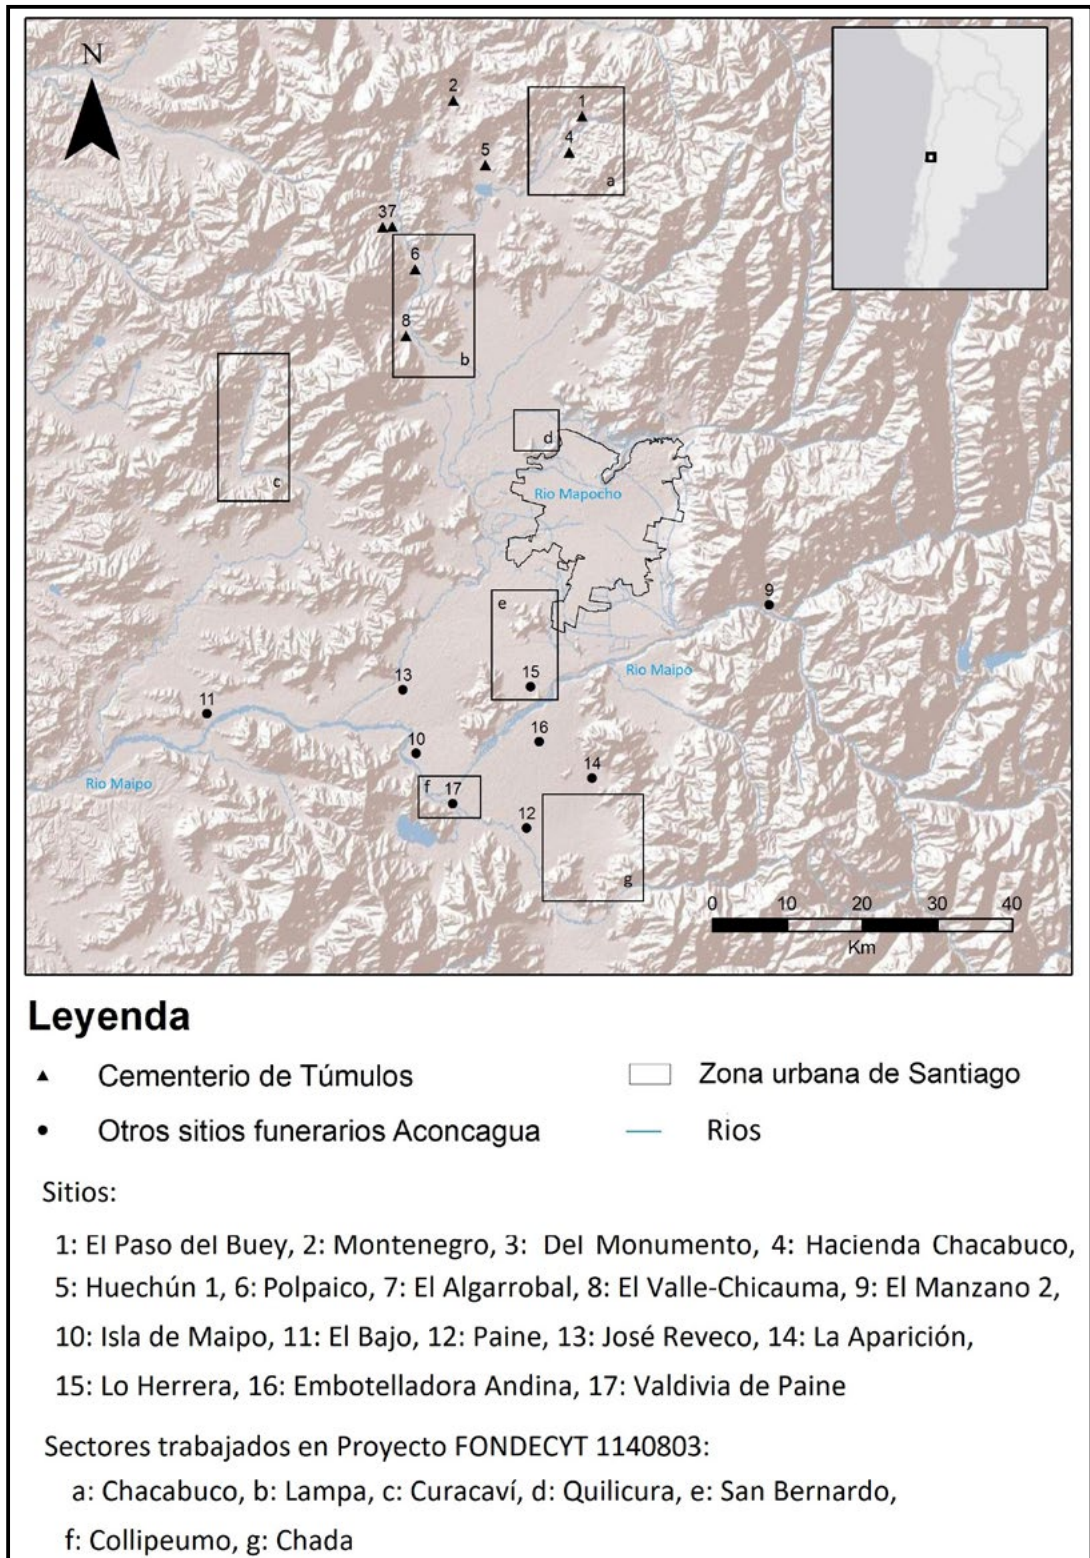 N
2
1
4
5
a
37
6
8
b
d
c
Rio Mapocho
e
9
Rio Maipo
13
15
11
16
10
14
f
17
Rio Maipo
12
g
0 10 20 30 40
Km
Leyenda
Cementerio de Túmulos
Zona urbana de Santiago
Otros sitios funerarios Aconcagua
Rios
Sitios:
1: El Paso del Buey, 2: Montenegro, 3: Del Monumento, 4: Hacienda Chacabuco,
5: Huechún 1, 6: Polpaico, 7: El Algarrobal, 8: El Valle-Chicauma, 9: El Manzano 2,
10: Isla de Maipo, 11: El Bajo, 12: Paine, 13: José Reveco, 14: La Aparición,
15: Lo Herrera, 16: Embotelladora Andina, 17: Valdivia de Paine
Sectores trabajados en Proyecto FONDECYT 1140803:
a: Chacabuco, b: Lampa, c: Curacaví, d: Quilicura, e: San Bernardo,
f: Collipeumo, g: Chada